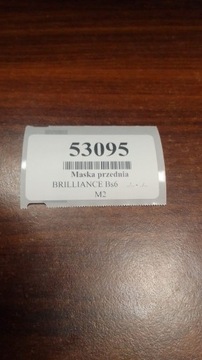 53095
Maska przednia
BRILLIANCE Bs6
M2